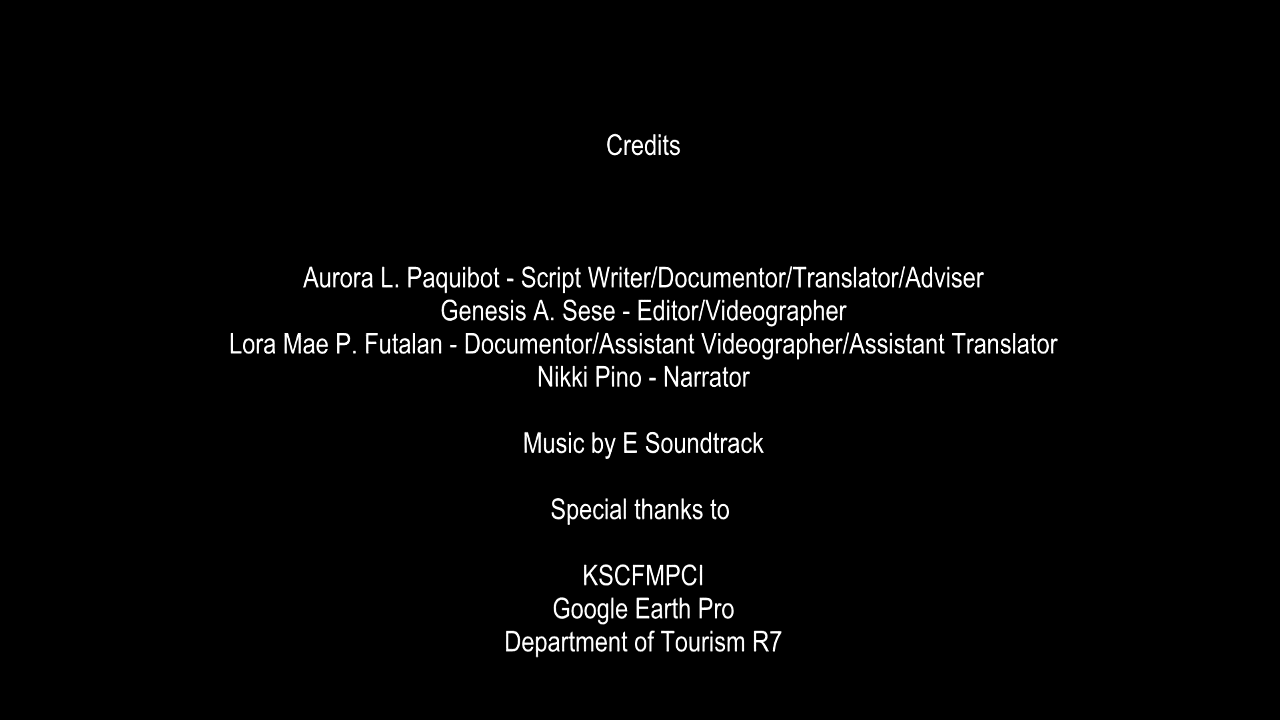 Credits
Aurora L. Paquibot - Script Writer/Documentor/Translator/Adviser
Genesis A. Sese - Editor/Videographer
Lora Mae P. Futalan - Documentor/Assistant Videographer/Assistant Translator
Nikki Pino - Narrator
Music by E Soundtrack
Special thanks to
KSCFMPCI
Google Earth Pro
Department of Tourism R7